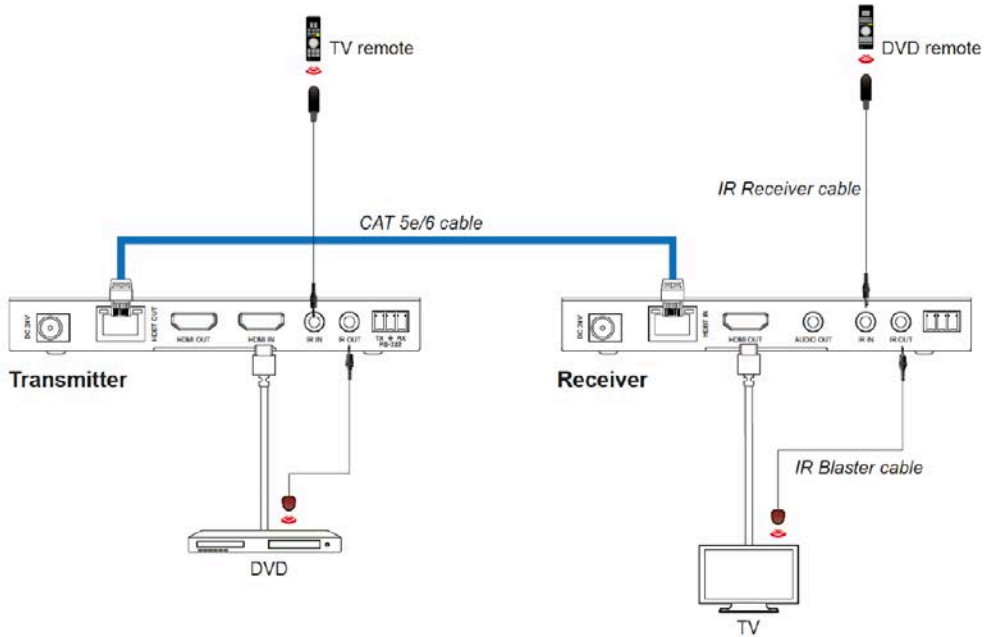 TV remote
DVD remote
IR Receiver cable
CAT 5e/6 cable
DC 24V
HDBT OUT
HDMI OUT
HDMI IN
IR IN
IR OUT
TX ⏚ RX
RS-232
Transmitter
DC 24V
HDBT IN
HDMI OUT
AUDIO OUT
IR IN
IR OUT
Receiver
IR Blaster cable
DVD
TV